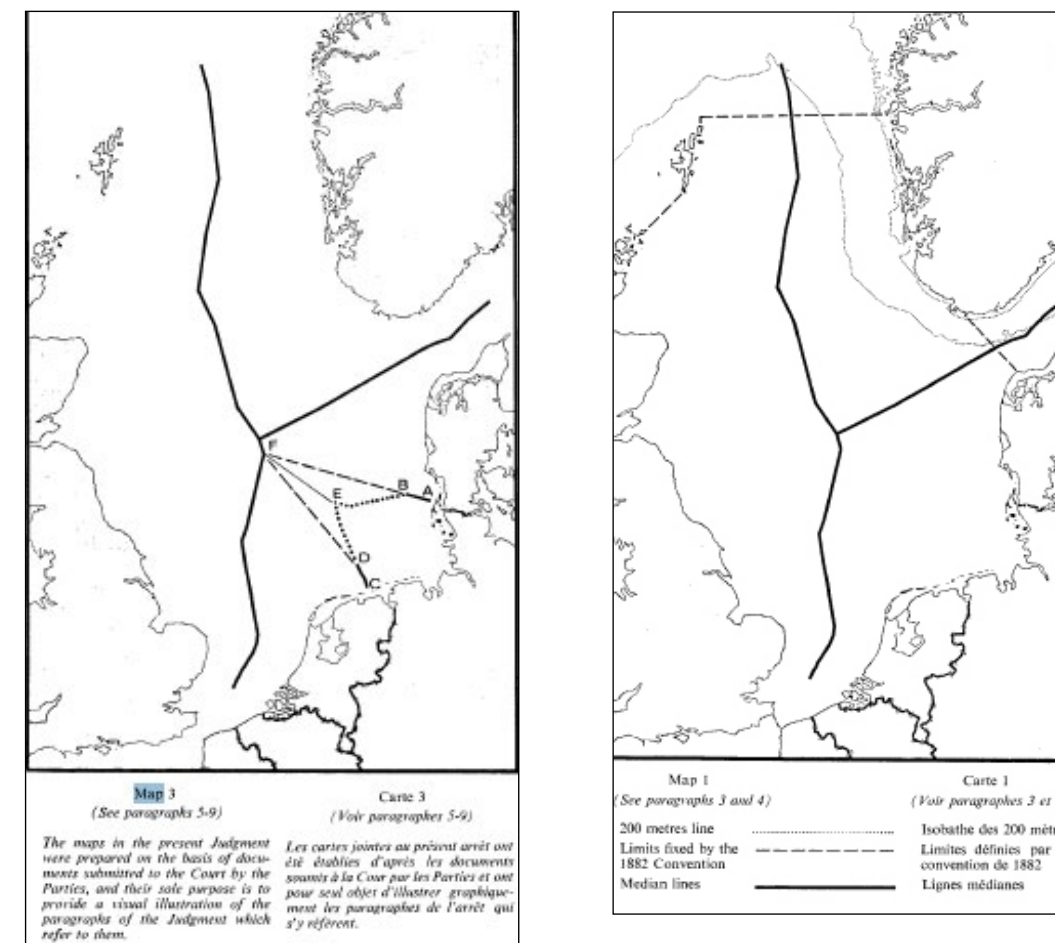 F
B
A
E
D
C
Map 3
(See paragraphs 5-9)
The maps in the present Judgment
were prepared on the basis of docu-
ments submitted to the Court by the
Parties, and their sole purpose is to
provide a visual illustration of the
paragraphs of the Judgment which
refer to them.
Carte 3
(Voir paragraphes 5-9)
Les cartes jointes au présent arrêt ont
été établies d'après les documents
soumis à la Cour par les Parties et ont
pour seul objet d'illustrer graphique-
ment les paragraphes de l'arrêt qui
s'y réfèrent.
Map 1
(See paragraphs 3 and 4)
Carte 1
(Voir paragraphes 3 et
200 metres line
Isobathe des 200 mètr
Limits fixed by the
1882 Convention
Limites définies par
convention de 1882
Median lines
Lignes médianes